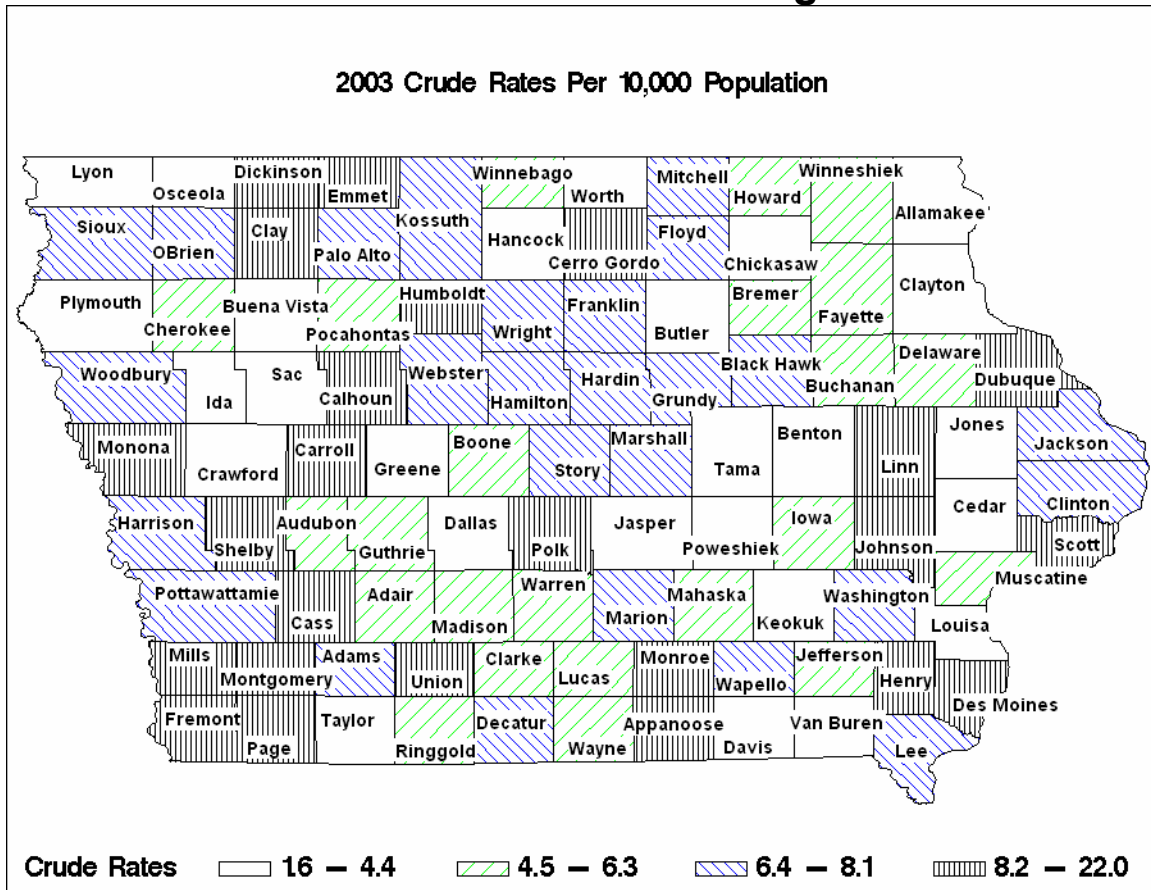 2003 Crude Rates Per 10,000 Population
Lyon
Osceola
Dickinson
Emmet
Winnebago
Worth
Mitchell
Howard
Winneshiek
Allamakee
Sioux
OBrien
Clay
Palo Alto
Kossuth
Hancock
Cerro Gordo
Floyd
Chickasaw
Plymouth
Cherokee
Buena Vista
Pocahontas
Humboldt
Wright
Franklin
Butler
Bremer
Fayette
Clayton
Woodbury
Ida
Sac
Calhoun
Webster
Hamilton
Hardin
Grundy
Black Hawk
Buchanan
Delaware
Dubuque
Monona
Crawford
Carroll
Greene
Boone
Story
Marshall
Tama
Benton
Linn
Jones
Jackson
Harrison
Shelby
Audubon
Guthrie
Dallas
Polk
Jasper
Poweshiek
Iowa
Johnson
Cedar
Clinton
Scott
Muscatine
Pottawattamie
Cass
Adair
Madison
Warren
Marion
Mahaska
Keokuk
Washington
Louisa
Mills
Montgomery
Adams
Union
Clarke
Lucas
Monroe
Wapello
Jefferson
Henry
Des Moines
Fremont
Page
Taylor
Ringgold
Decatur
Wayne
Appanoose
Davis
Van Buren
Lee
Crude Rates 1.6 – 4.4 4.5 – 6.3 6.4 – 8.1 8.2 – 22.0